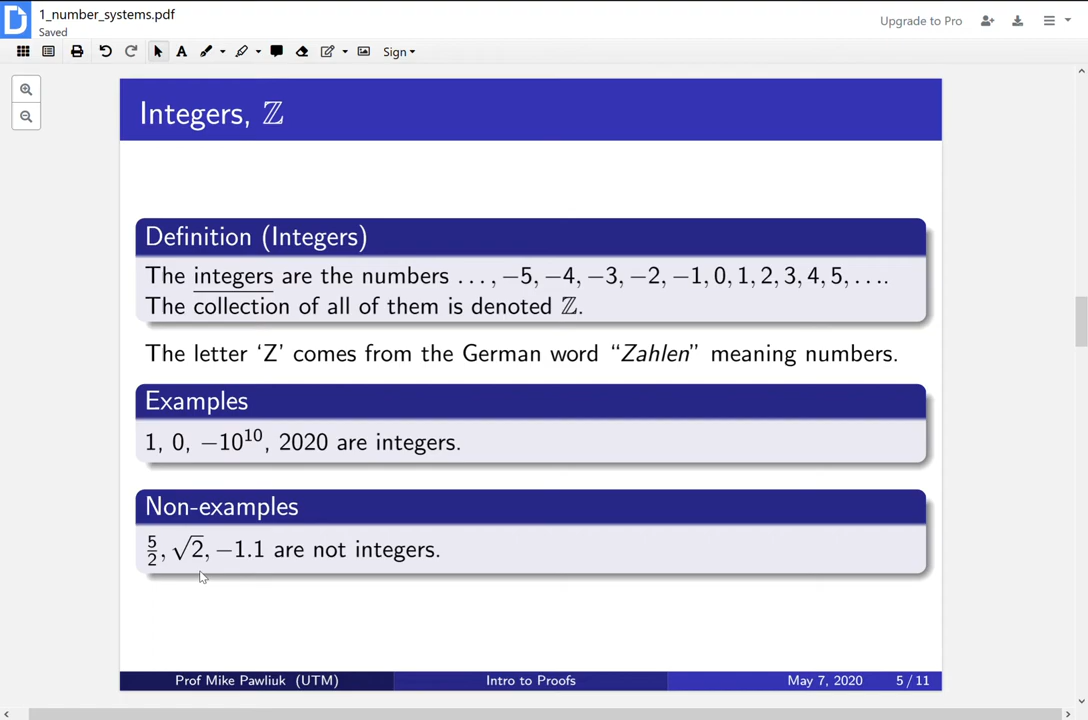 1_number_systems.pdf
Saved
Upgrade to Pro
A
Sign
Integers, ℤ
Definition (Integers)
The integers are the numbers . . . , −5, −4, −3, −2, −1, 0, 1, 2, 3, 4, 5, . . . .
The collection of all of them is denoted ℤ.
The letter ‘Z’ comes from the German word “Zahlen” meaning numbers.
Examples
1, 0, −10¹⁰, 2020 are integers.
Non-examples
5/2, √2, −1.1 are not integers.
Prof Mike Pawliuk (UTM) Intro to Proofs May 7, 2020 5 / 11